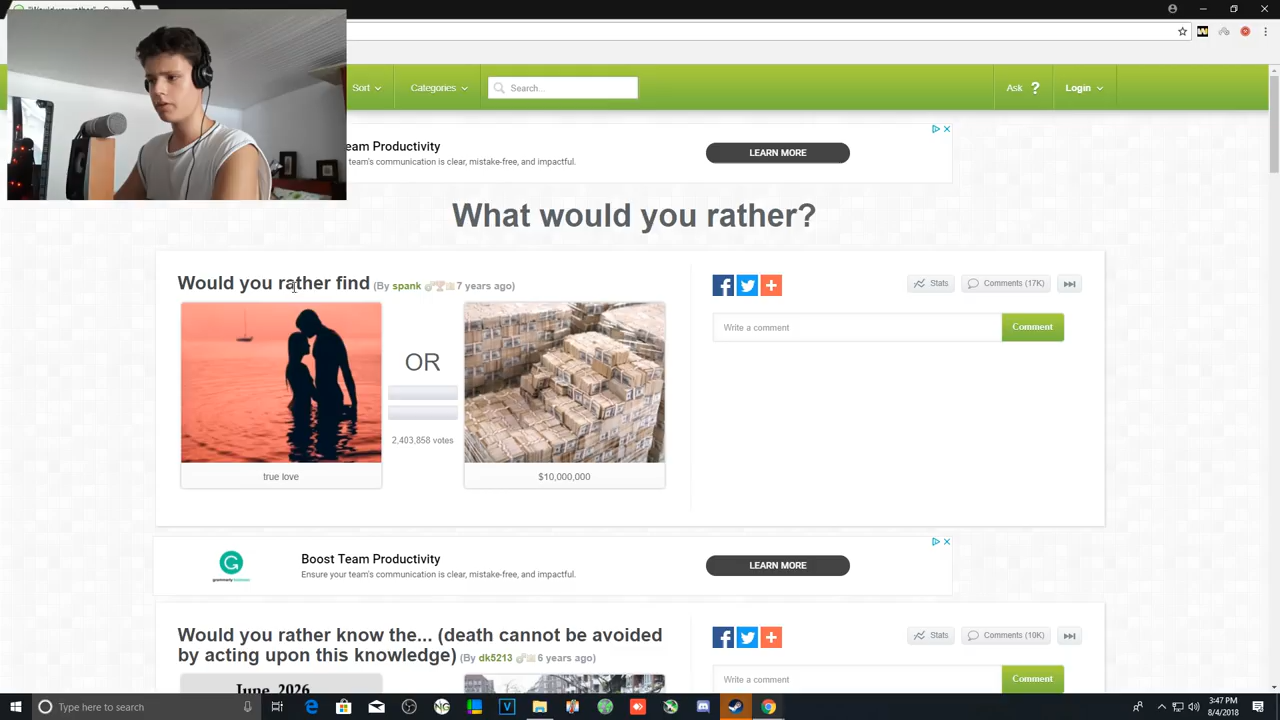 "Would you rather"
Sort
Categories
Search...
Ask ?
Login
eam Productivity
team's communication is clear, mistake-free, and impactful.
LEARN MORE
What would you rather?
Would you rather find (By spank 7 years ago)
Stats
Comments (17K)
Write a comment
Comment
OR
2,403,858 votes
true love
$10,000,000
Boost Team Productivity
Ensure your team's communication is clear, mistake-free, and impactful.
LEARN MORE
Would you rather know the... (death cannot be avoided
by acting upon this knowledge) (By dk5213 6 years ago)
Stats
Comments (10K)
Write a comment
Comment
June, 2026
Type here to search
3:47 PM
8/4/2018